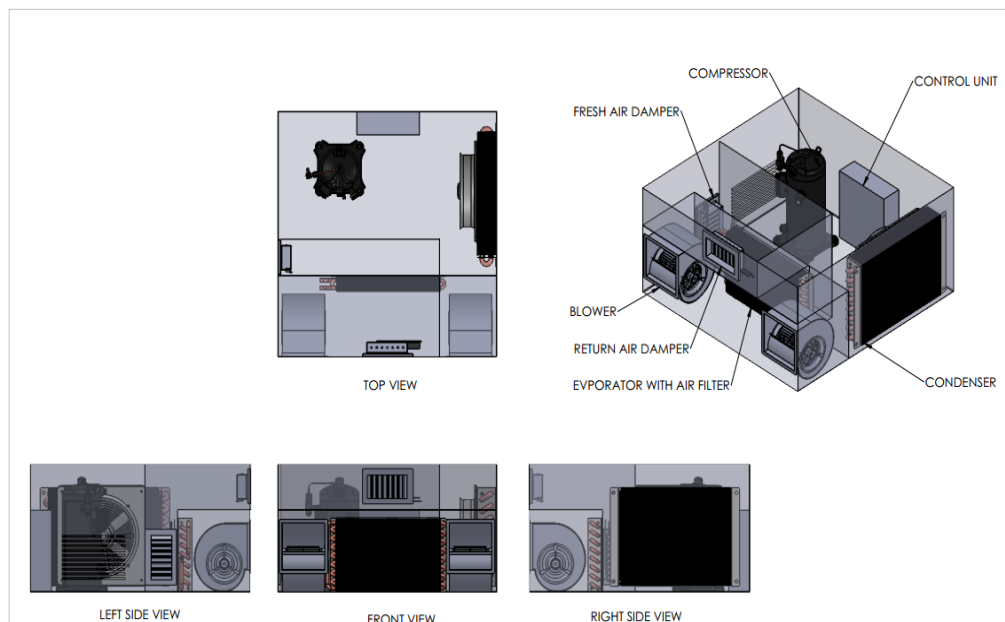 COMPRESSOR
CONTROL UNIT
FRESH AIR DAMPER
BLOWER
RETURN AIR DAMPER
EVPORATOR WITH AIR FILTER
CONDENSER
TOP VIEW
LEFT SIDE VIEW
FRONT VIEW
RIGHT SIDE VIEW